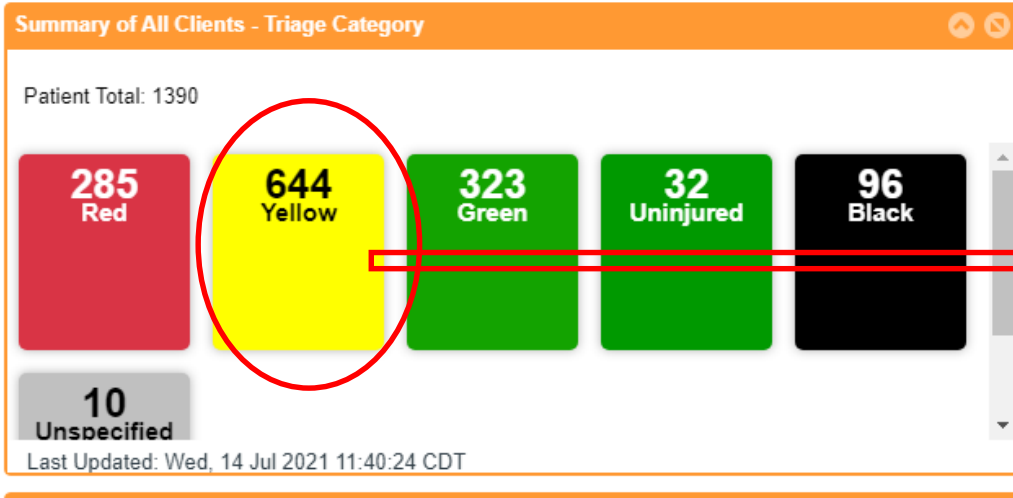 Summary of All Clients - Triage Category
Patient Total: 1390
285
Red
644
Yellow
323
Green
32
Uninjured
96
Black
10
Unspecified
Last Updated: Wed, 14 Jul 2021 11:40:24 CDT